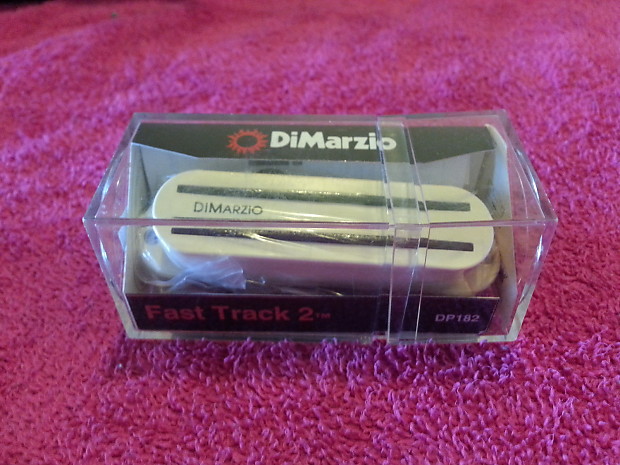 DiMarzio
DIMARZIO
Fast Track 2™
DP182